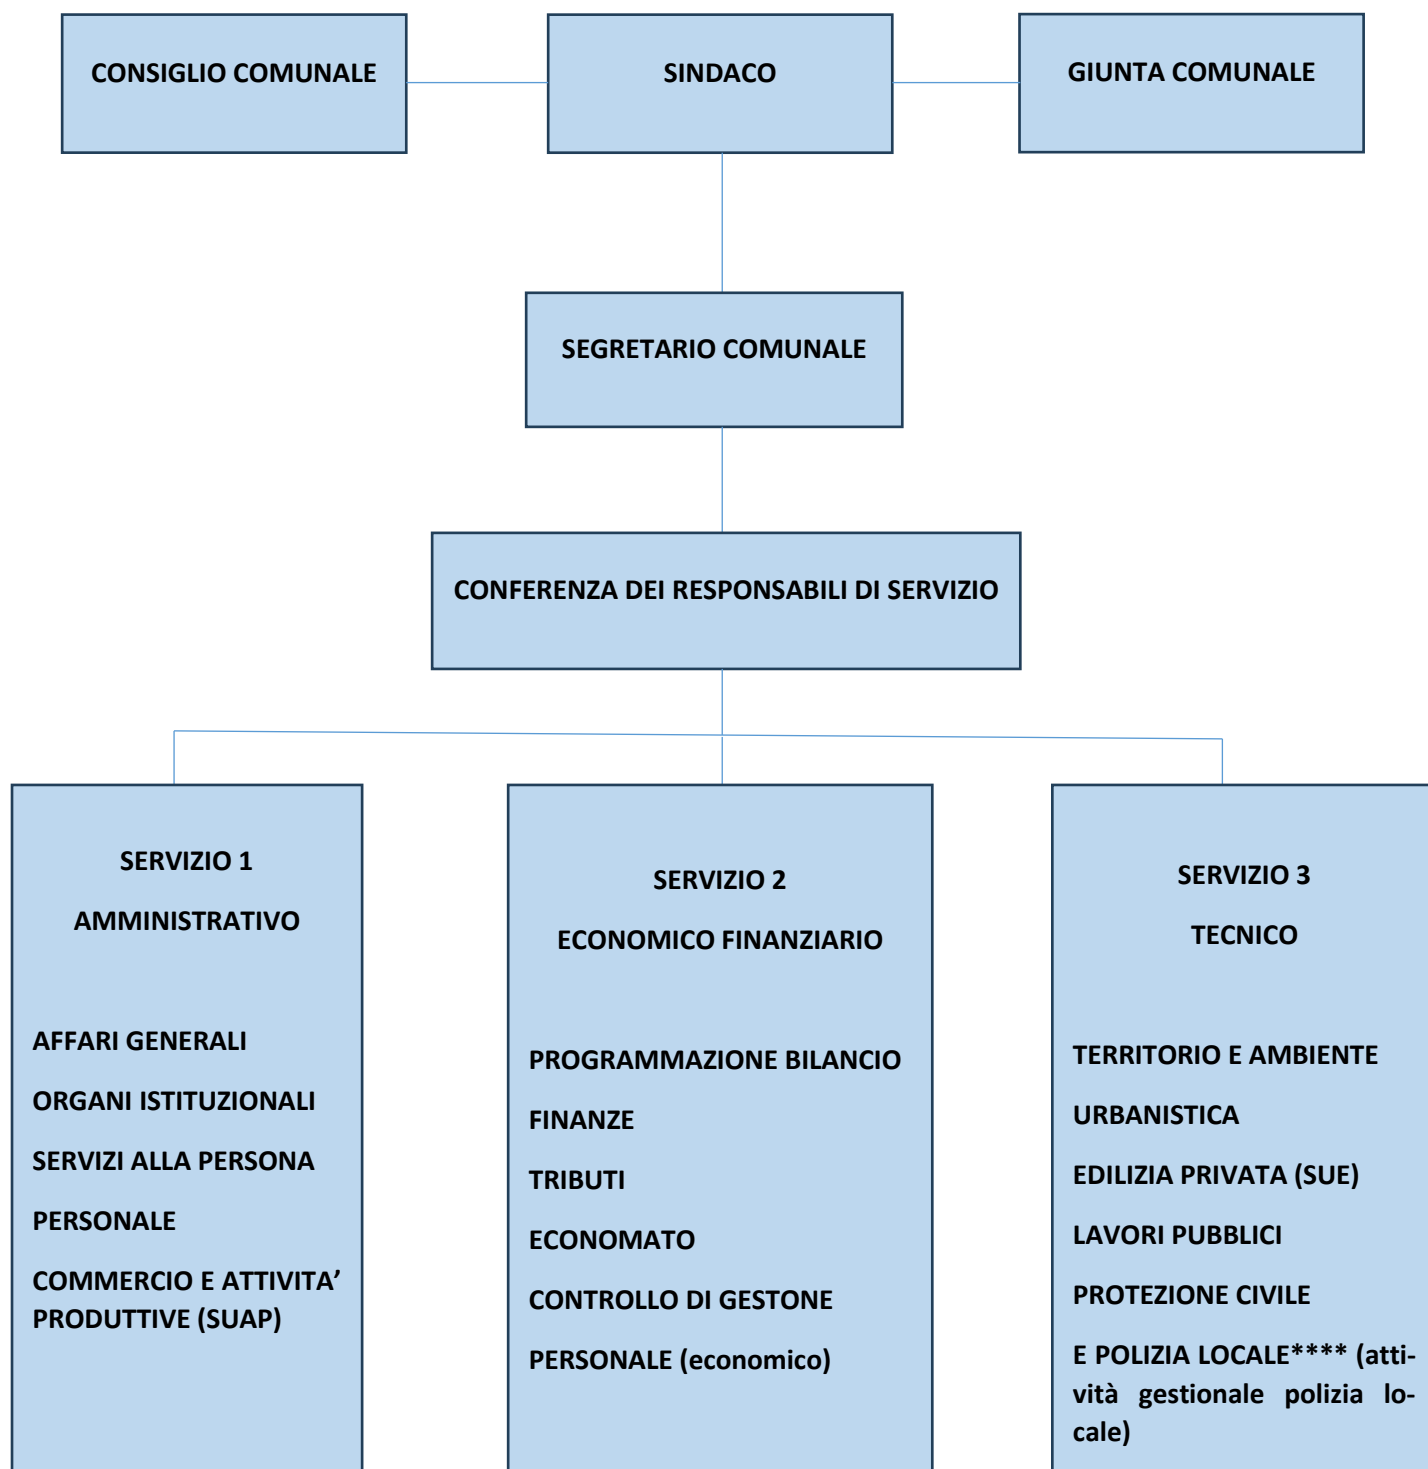 CONSIGLIO COMUNALE
SINDACO
GIUNTA COMUNALE
SEGRETARIO COMUNALE
CONFERENZA DEI RESPONSABILI DI SERVIZIO
SERVIZIO 1
AMMINISTRATIVO
AFFARI GENERALI
ORGANI ISTITUZIONALI
SERVIZI ALLA PERSONA
PERSONALE
COMMERCIO E ATTIVITA’
PRODUTTIVE (SUAP)
SERVIZIO 2
ECONOMICO FINANZIARIO
PROGRAMMAZIONE BILANCIO
FINANZE
TRIBUTI
ECONOMATO
CONTROLLO DI GESTONE
PERSONALE (economico)
SERVIZIO 3
TECNICO
TERRITORIO E AMBIENTE
URBANISTICA
EDILIZIA PRIVATA (SUE)
LAVORI PUBBLICI
PROTEZIONE CIVILE
E POLIZIA LOCALE**** (atti-
vità gestionale polizia lo-
cale)